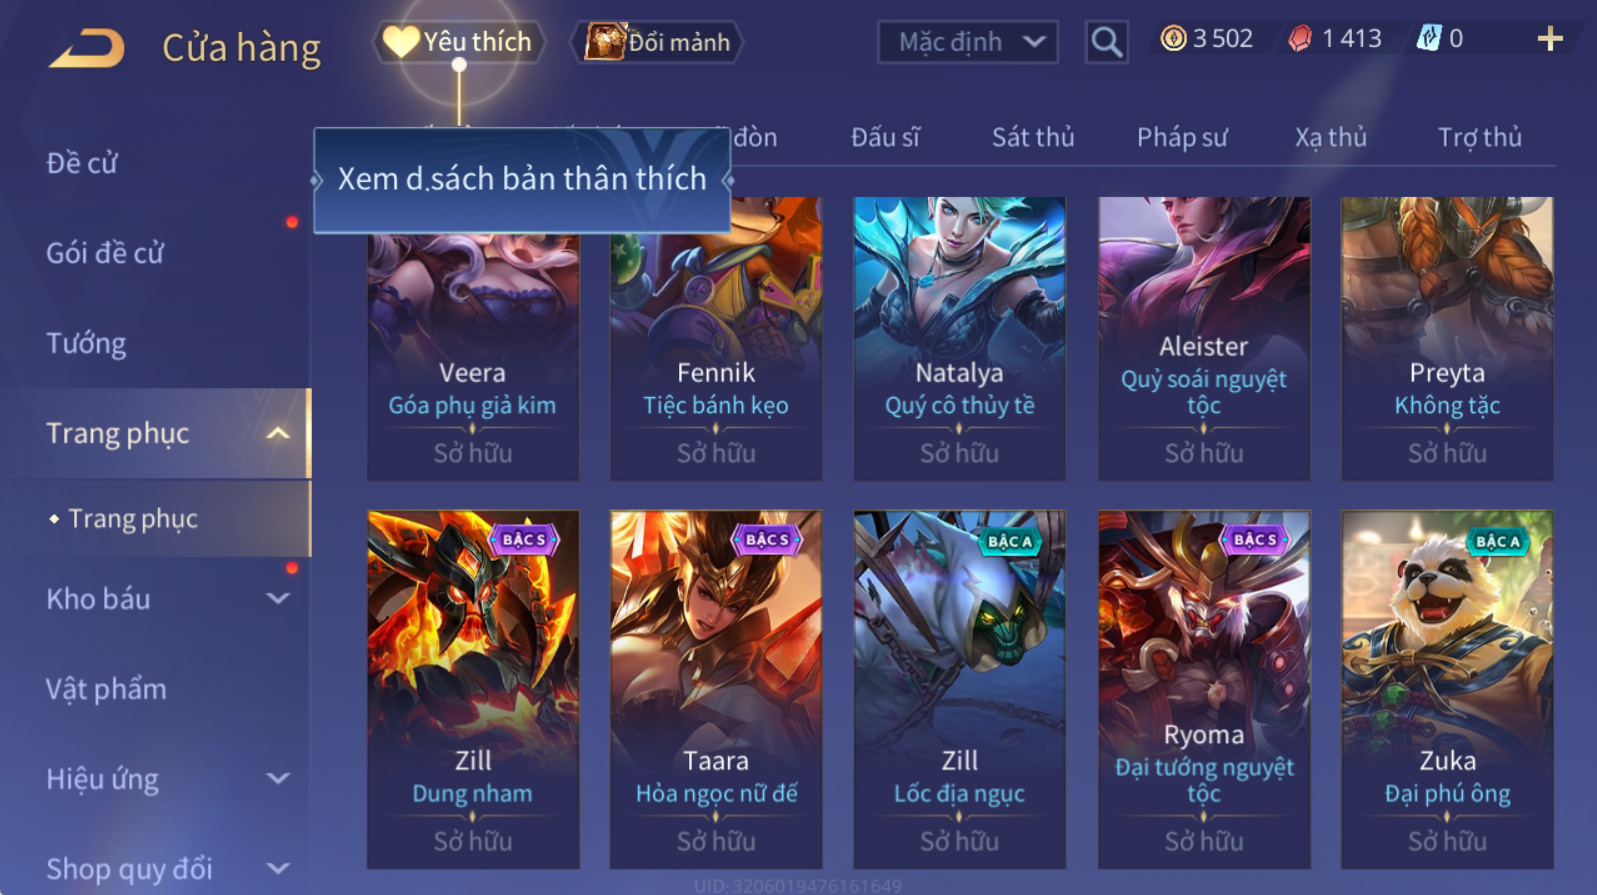 Cửa hàng
Yêu thích
Đổi mảnh
Mặc định
3 502
1 413
0
Xem d.sách bản thân thích
đòn
Đấu sĩ
Sát thủ
Pháp sư
Xạ thủ
Trợ thủ
Đề cử
Gói đề cử
Tướng
Trang phục
Trang phục
Kho báu
Vật phẩm
Hiệu ứng
Shop quy đổi
Veera
Góa phụ giả kim
Sở hữu
Fennik
Tiệc bánh kẹo
Sở hữu
Natalya
Quý cô thủy tề
Sở hữu
Aleister
Quỷ soái nguyệt
tộc
Sở hữu
Preyta
Không tặc
Sở hữu
BẬC S
Zill
Dung nham
Sở hữu
BẬC S
Taara
Hỏa ngọc nữ đế
Sở hữu
BẬC A
Zill
Lốc địa ngục
Sở hữu
BẬC S
Ryoma
Đại tướng nguyệt
tộc
Sở hữu
BẬC A
Zuka
Đại phú ông
Sở hữu
UID: 3206019476161649